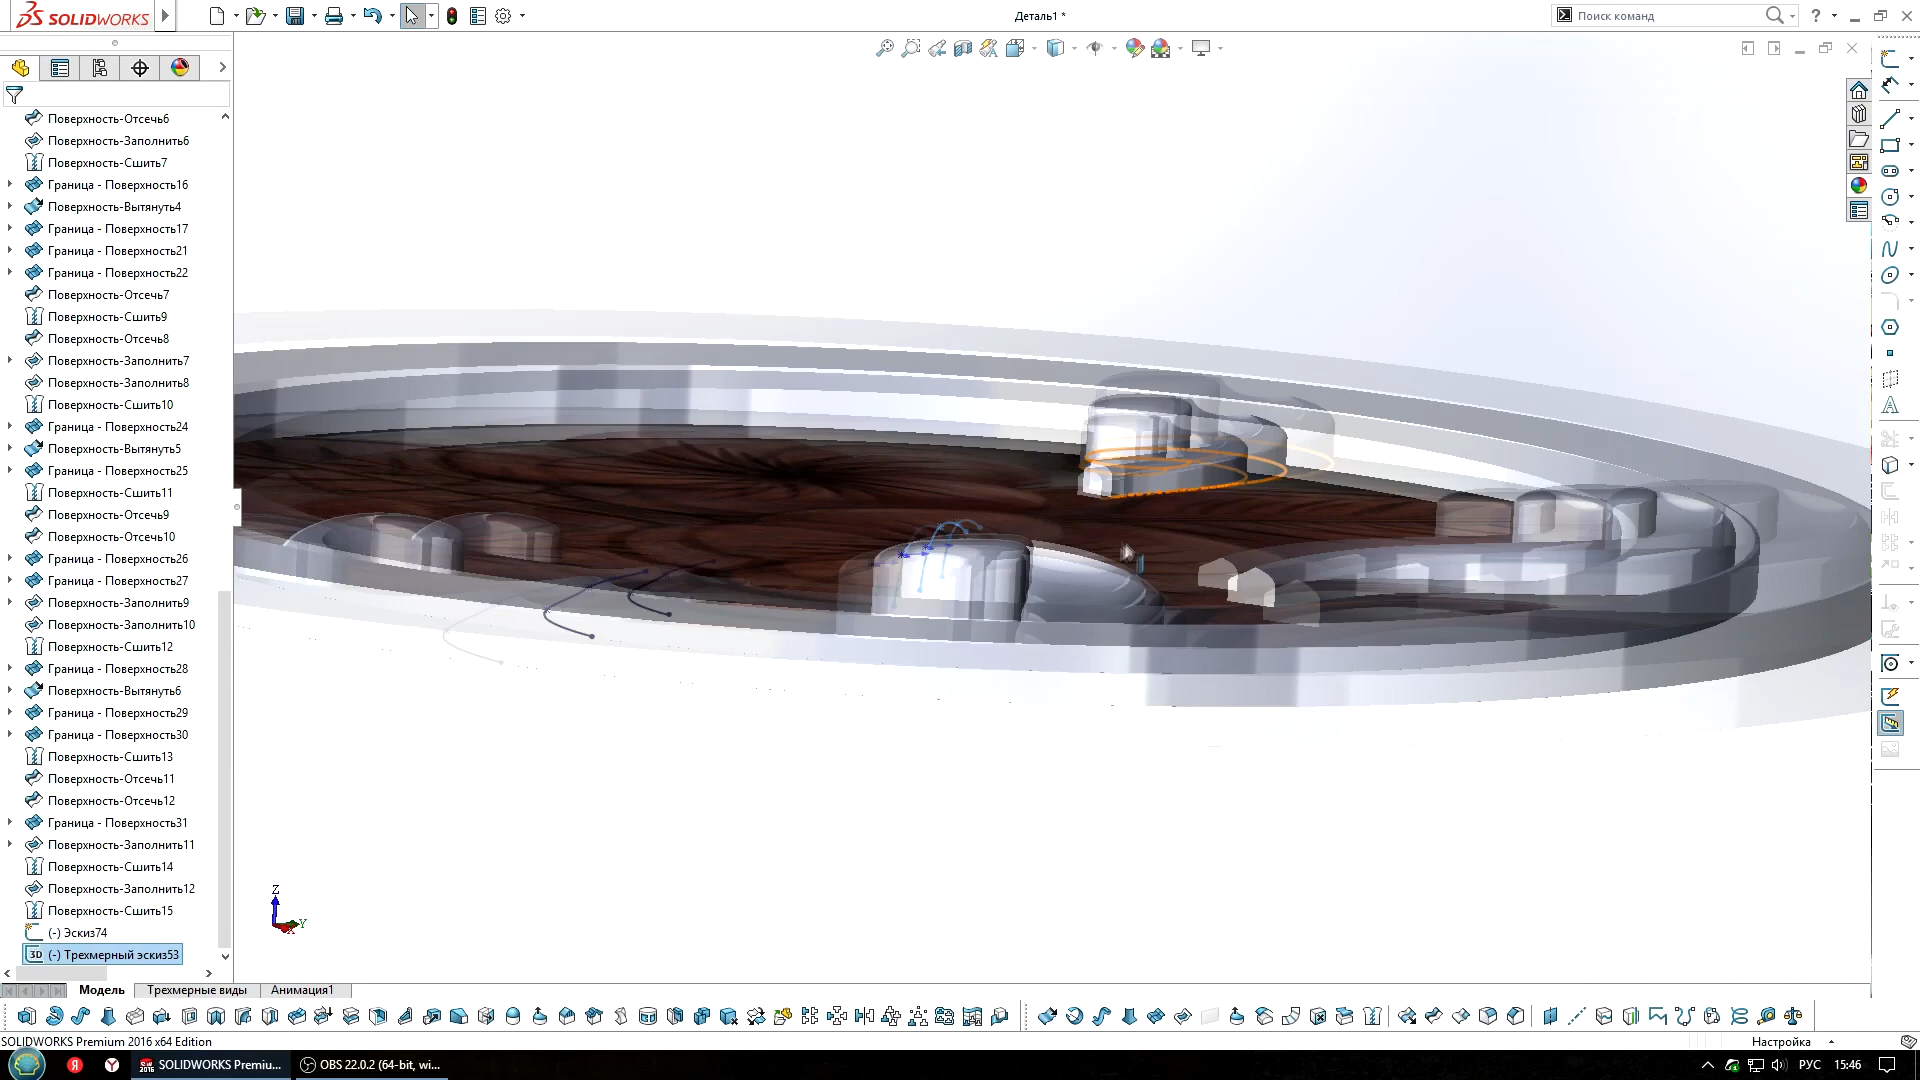 SOLIDWORKS
Деталь1 *
Поиск команд
Поверхность-Отсечь6
Поверхность-Заполнить6
Поверхность-Сшить7
Граница - Поверхность16
Поверхность-Вытянуть4
Граница - Поверхность17
Граница - Поверхность21
Граница - Поверхность22
Поверхность-Отсечь7
Поверхность-Сшить9
Поверхность-Отсечь8
Поверхность-Заполнить7
Поверхность-Заполнить8
Поверхность-Сшить10
Граница - Поверхность24
Поверхность-Вытянуть5
Граница - Поверхность25
Поверхность-Сшить11
Поверхность-Отсечь9
Поверхность-Отсечь10
Граница - Поверхность26
Граница - Поверхность27
Поверхность-Заполнить9
Поверхность-Заполнить10
Поверхность-Сшить12
Граница - Поверхность28
Поверхность-Вытянуть6
Граница - Поверхность29
Граница - Поверхность30
Поверхность-Сшить13
Поверхность-Отсечь11
Поверхность-Отсечь12
Граница - Поверхность31
Поверхность-Заполнить11
Поверхность-Сшить14
Поверхность-Заполнить12
Поверхность-Сшить15
(-) Эскиз74
3D (-) Трехмерный эскиз53
Z
Y
X
Модель Трехмерные виды Анимация1
SOLIDWORKS Premium 2016 x64 Edition
Настройка
SOLIDWORKS Premiu... OBS 22.0.2 (64-bit, wi... РУС 15:46